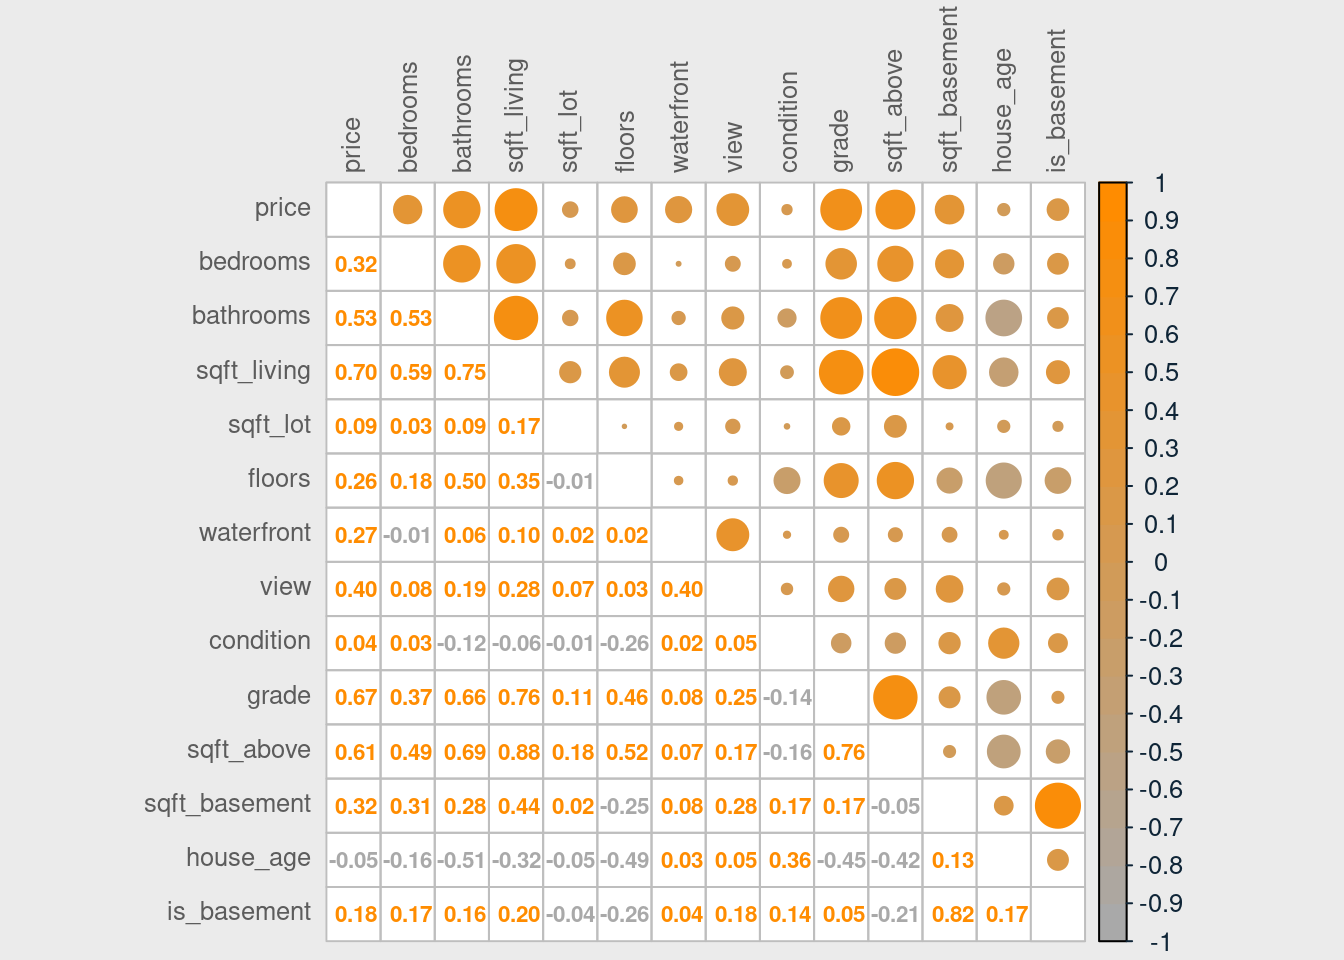 price bedrooms bathrooms sqft_living sqft_lot floors waterfront view condition grade sqft_above sqft_basement house_age is_basement
price
bedrooms 0.32
bathrooms 0.53 0.53
sqft_living 0.70 0.59 0.75
sqft_lot 0.09 0.03 0.09 0.17
floors 0.26 0.18 0.50 0.35 -0.01
waterfront 0.27 -0.01 0.06 0.10 0.02 0.02
view 0.40 0.08 0.19 0.28 0.07 0.03 0.40
condition 0.04 0.03 -0.12 -0.06 -0.01 -0.26 0.02 0.05
grade 0.67 0.37 0.66 0.76 0.11 0.46 0.08 0.25 -0.14
sqft_above 0.61 0.49 0.69 0.88 0.18 0.52 0.07 0.17 -0.16 0.76
sqft_basement 0.32 0.31 0.28 0.44 0.02 -0.25 0.08 0.28 0.17 0.17 -0.05
house_age -0.05 -0.16 -0.51 -0.32 -0.05 -0.49 0.03 0.05 0.36 -0.45 -0.42 0.13
is_basement 0.18 0.17 0.16 0.20 -0.04 -0.26 0.04 0.18 0.14 0.05 -0.21 0.82 0.17
1
0.9
0.8
0.7
0.6
0.5
0.4
0.3
0.2
0.1
0
-0.1
-0.2
-0.3
-0.4
-0.5
-0.6
-0.7
-0.8
-0.9
-1